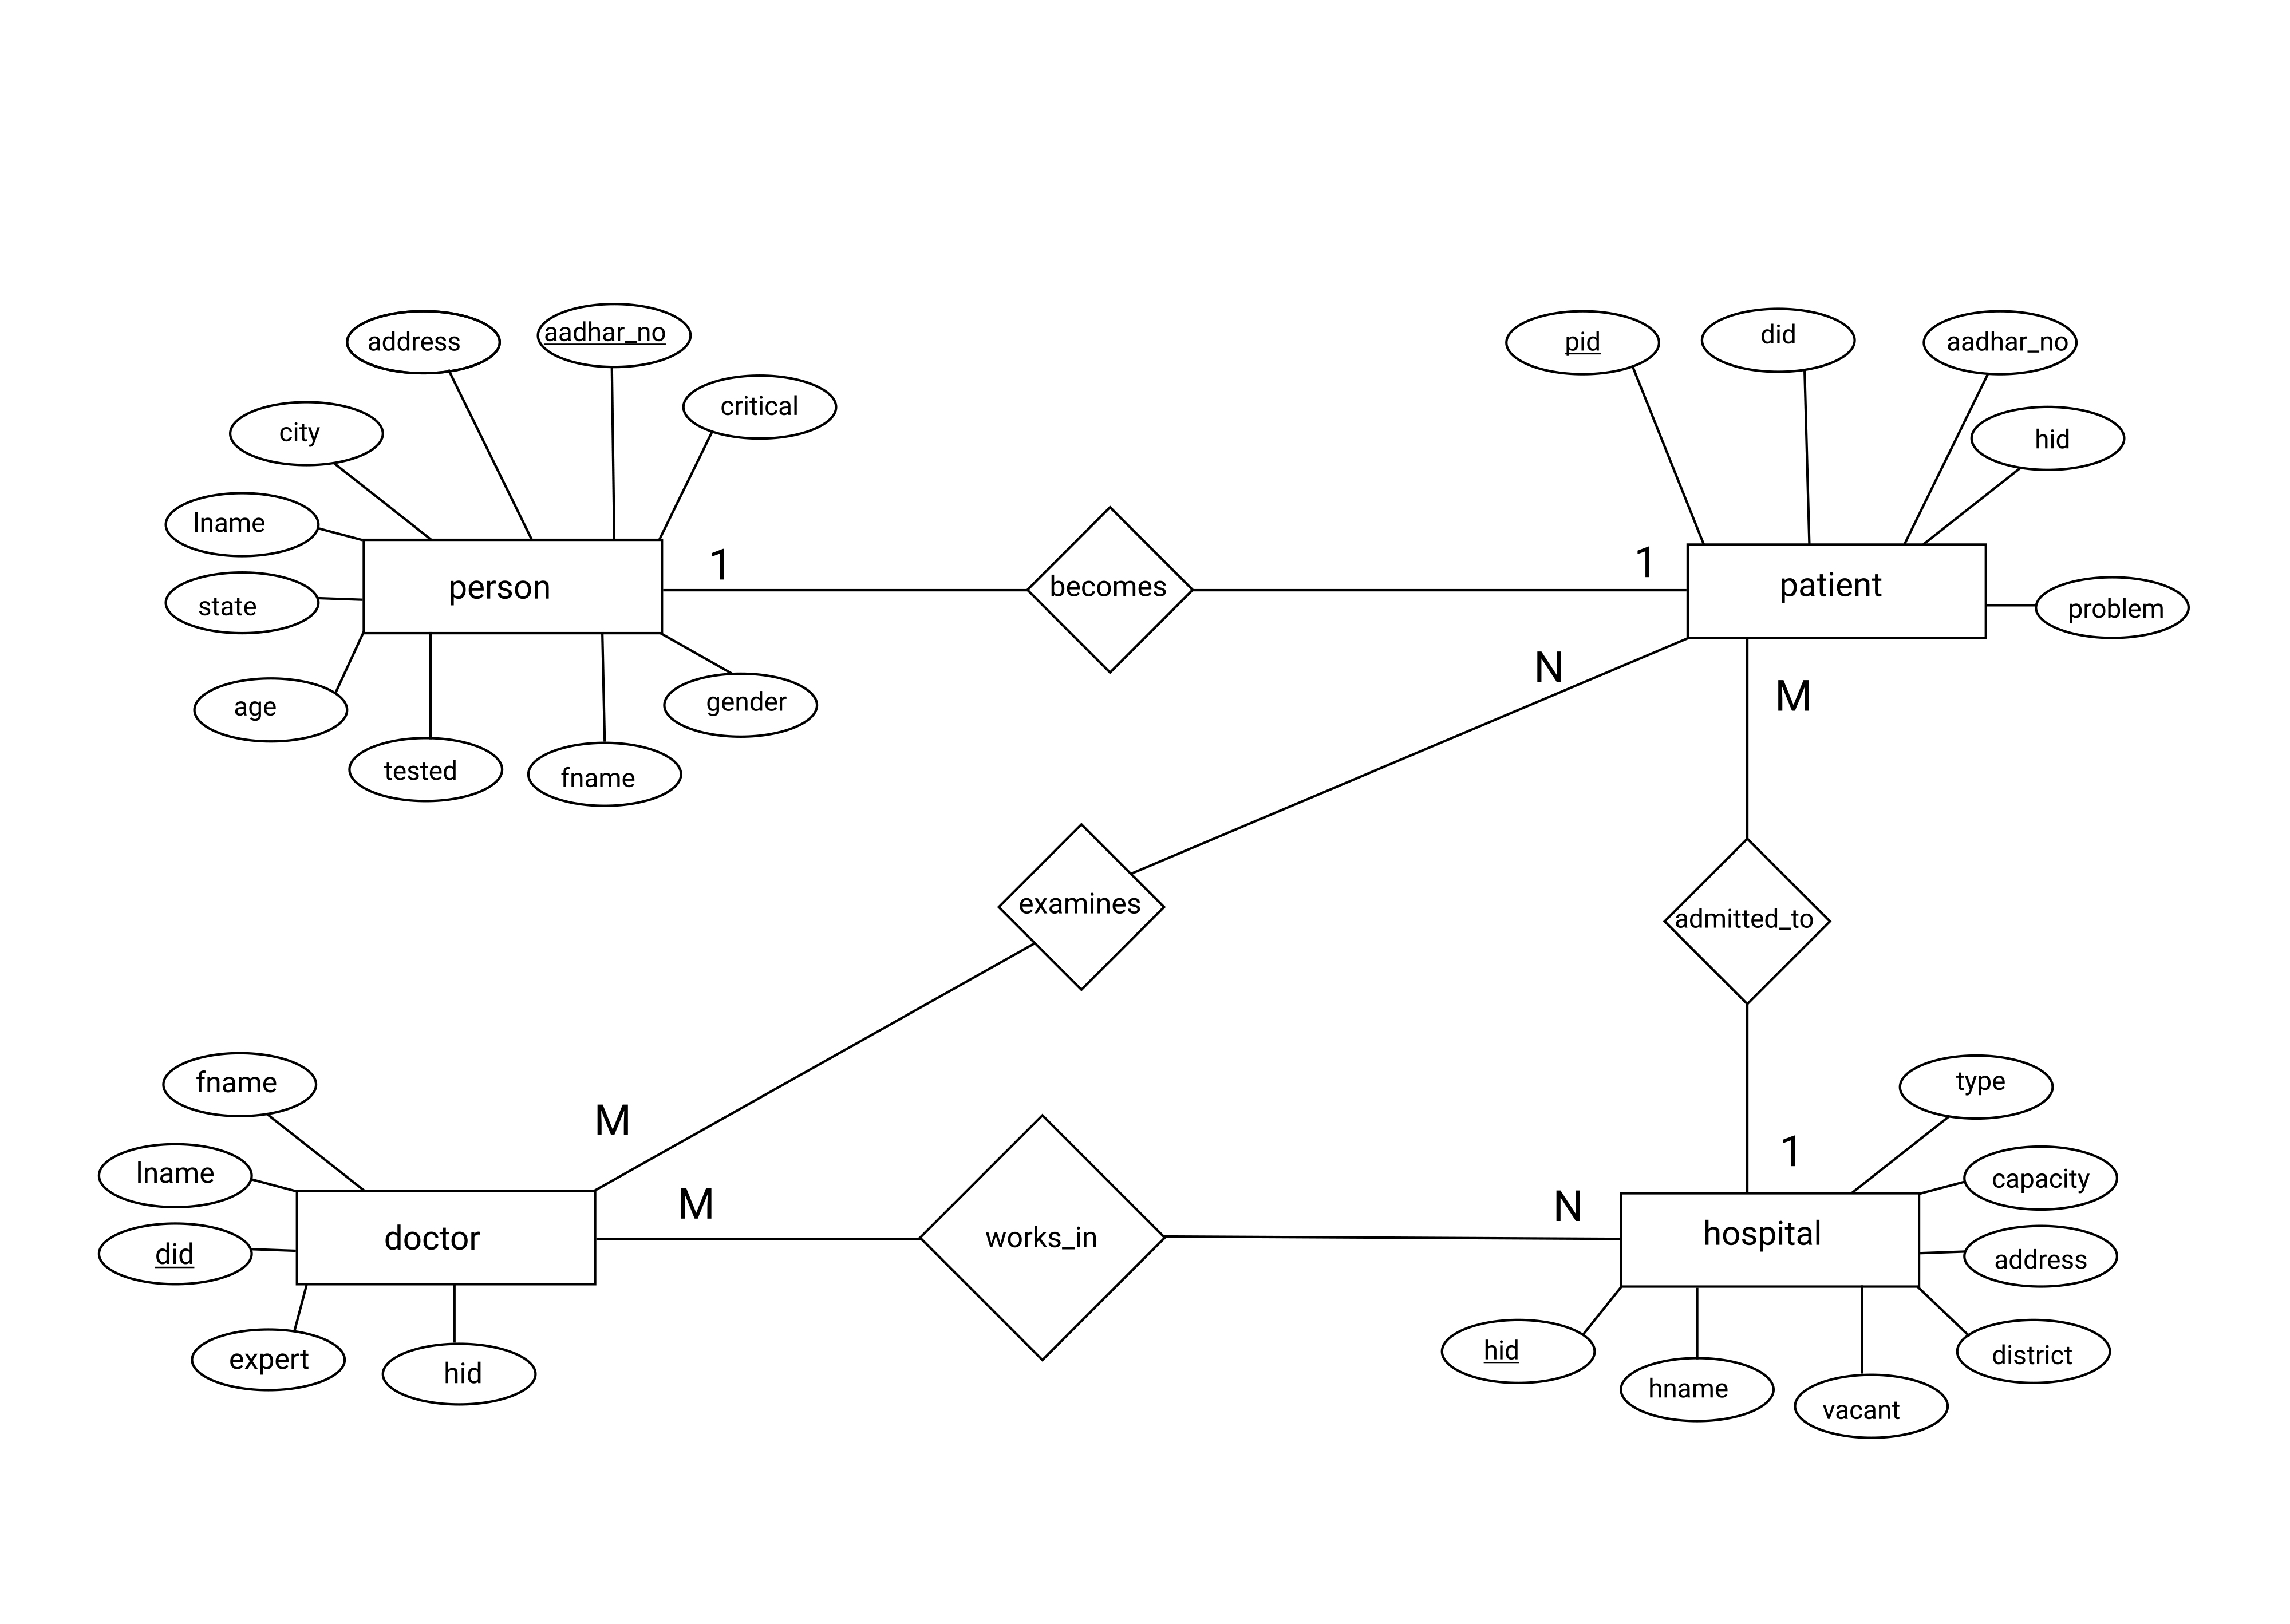 address
aadhar_no
critical
city
lname
state
person
age
tested
fname
gender
1
becomes
1
pid
did
aadhar_no
hid
patient
problem
N
M
examines
admitted_to
M
1
fname
lname
did
doctor
expert
hid
M
works_in
N
type
capacity
hospital
address
hid
hname
vacant
district